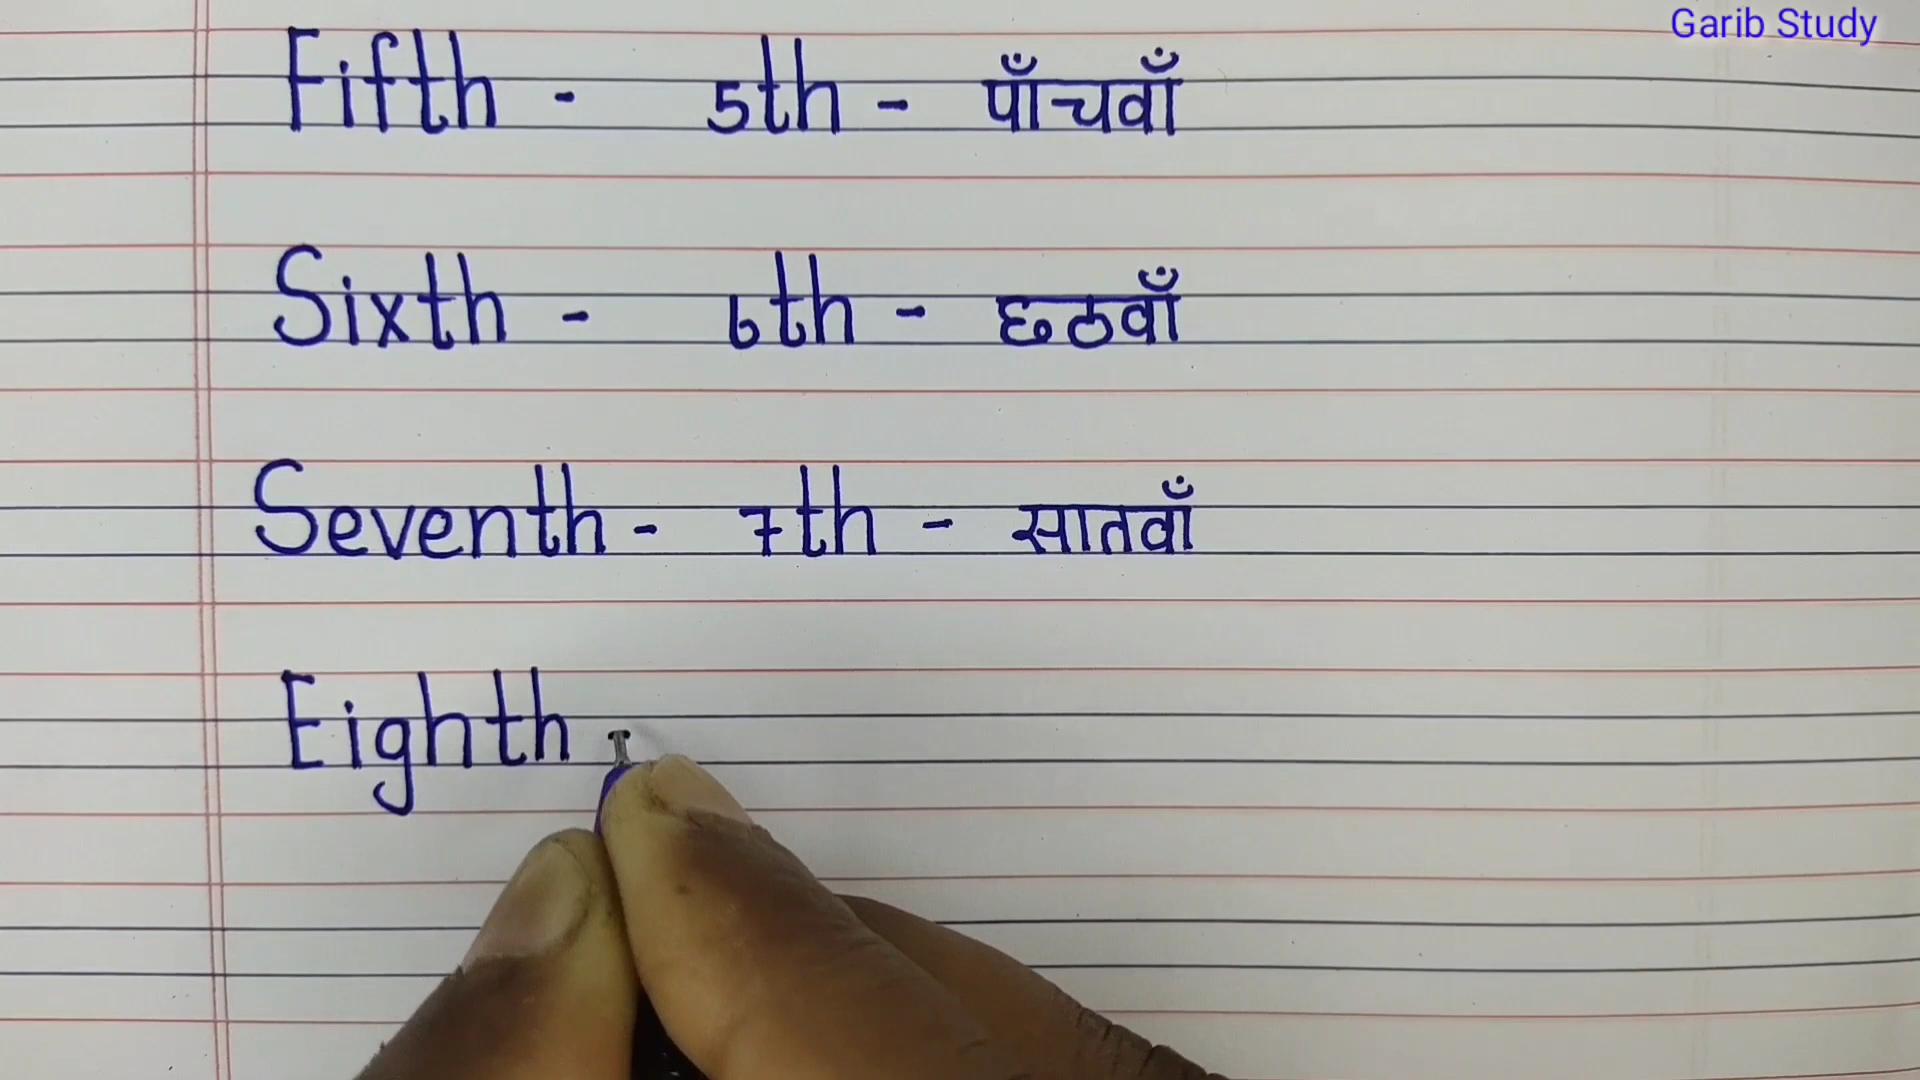 Garib Study
Fifth - 5th - पाँचवाँ
Sixth - 6th - छठवाँ
Seventh - 7th - सातवाँ
Eighth -